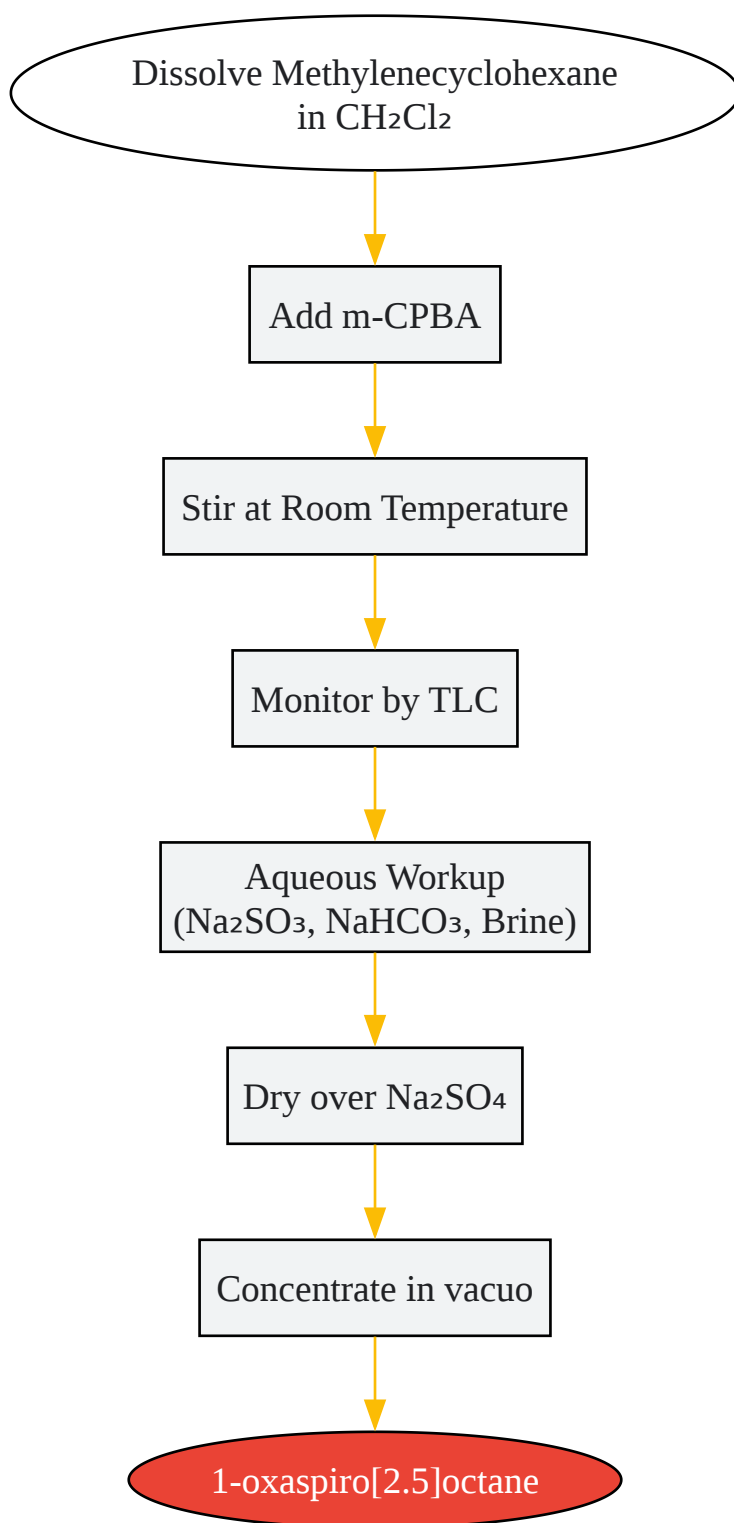 Dissolve Methylenecyclohexane
in CH₂Cl₂
Add m-CPBA
Stir at Room Temperature
Monitor by TLC
Aqueous Workup
(Na₂SO₃, NaHCO₃, Brine)
Dry over Na₂SO₄
Concentrate in vacuo
1-oxaspiro[2.5]octane